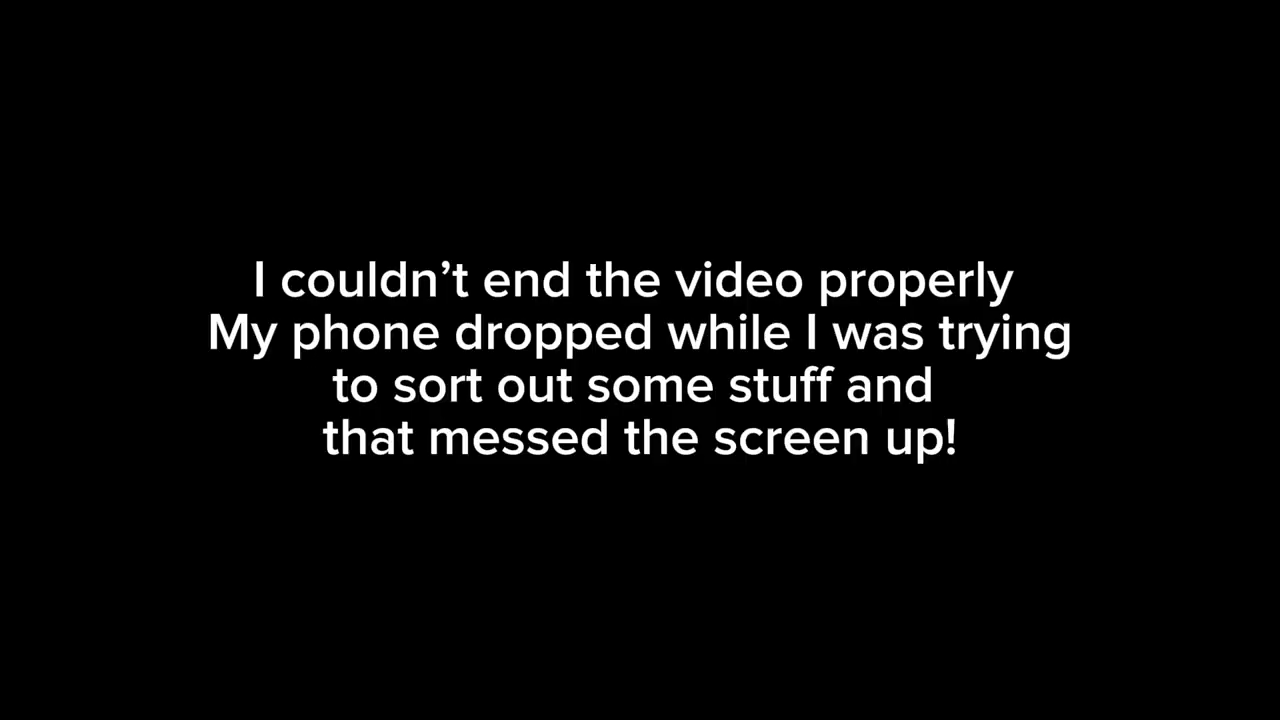 I couldn’t end the video properly
My phone dropped while I was trying
to sort out some stuff and
that messed the screen up!